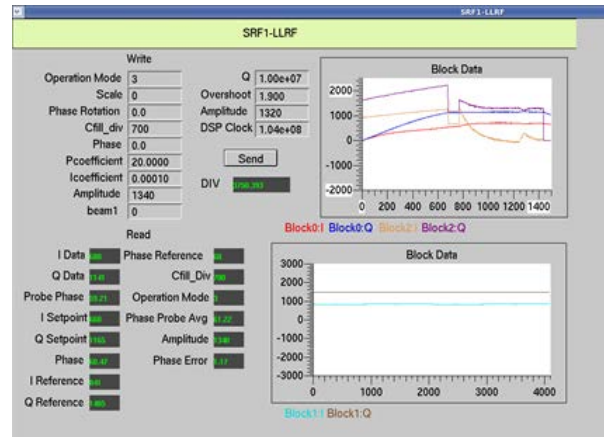 SRF1-LLRF
SRF1-LLRF
Write
Operation Mode 3
Scale 0
Phase Rotation 0.0
Cfill_div 700
Phase 0.0
Pcoefficient 20.0000
Icoefficient 0.00010
Amplitude 1340
beam1 0
Q 1.00e+07
Overshoot 1.900
Amplitude 1320
DSP Clock 1.04e+08
Send
DIV
Block Data
2000
1000
0
-1000
-2000
0 200 400 600 800 1000 1200 1400
Block0:I Block0:Q Block2:I Block2:Q
Read
I Data
Q Data
Probe Phase
I Setpoint
Q Setpoint
Phase
I Reference
Q Reference
Phase Reference
Cfill_Div
Operation Mode
Phase Probe Avg
Amplitude
Phase Error
Block Data
3000
2000
1000
0
-1000
-2000
-3000
0 1000 2000 3000 4000
Block1:I Block1:Q